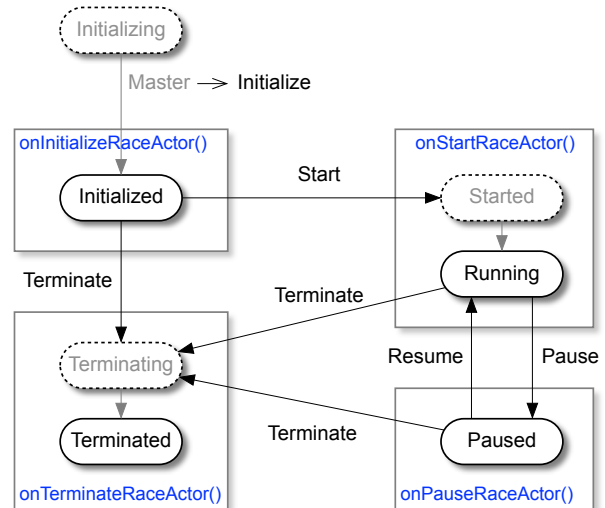 Initializing
Master Initialize
onInitializeRaceActor()
onStartRaceActor()
Start
Initialized
Started
Terminate
Running
Terminate
Resume
Pause
Terminating
Terminate
Terminated
Paused
onTerminateRaceActor()
onPauseRaceActor()